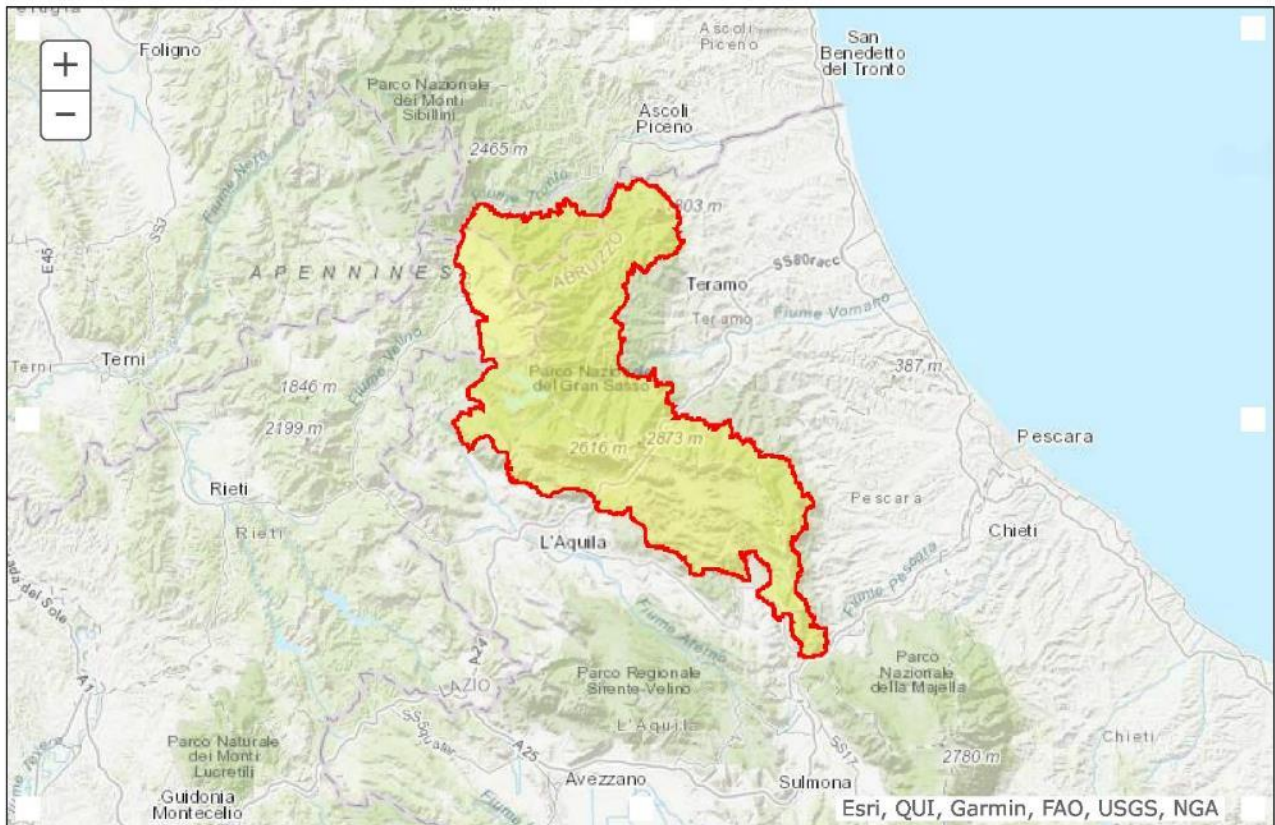 Foligno
Ascoli
Piceno
San
Benedetto
del Tronto
+
−
Parco Nazionale
dei Monti
Sibillini
Ascoli
Piceno
2465 m
Fiume Nera
Fiume Tronto
SS3
E45
APENNINES
ABRUZZO
SS80racc
Teramo
Teramo
Fiume Vomano
Fiume Velino
Terni
Terni
1846 m
2199 m
387 m
Parco
del Gran Sasso
2616 m
2873 m
Pescara
Rieti
Rieti
Pescara
Chieti
L'Aquila
Fiume Pescara
Fiume Aterno
A24
LAZIO
A1
Parco Regionale
Sirente-Velino
L'Aquila
Parco
Nazionale
della Majella
Parco Naturale
dei Monti
Lucretili
A25
SS17
2780 m
Chieti
Avezzano
Sulmona
Guidonia
Montecelio
Esri, QUI, Garmin, FAO, USGS, NGA